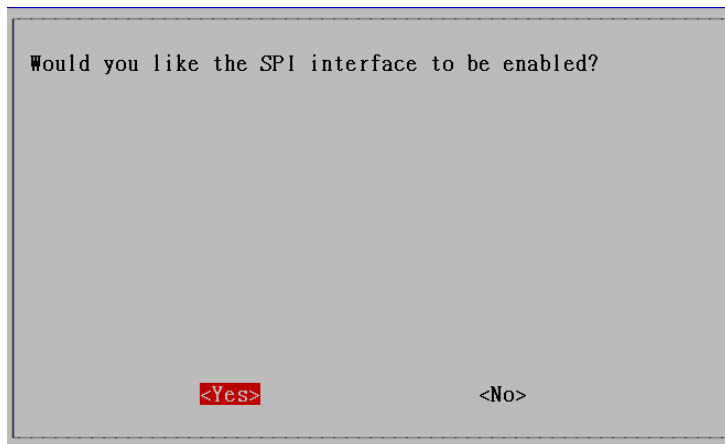 Would you like the SPI interface to be enabled?
<Yes> <No>